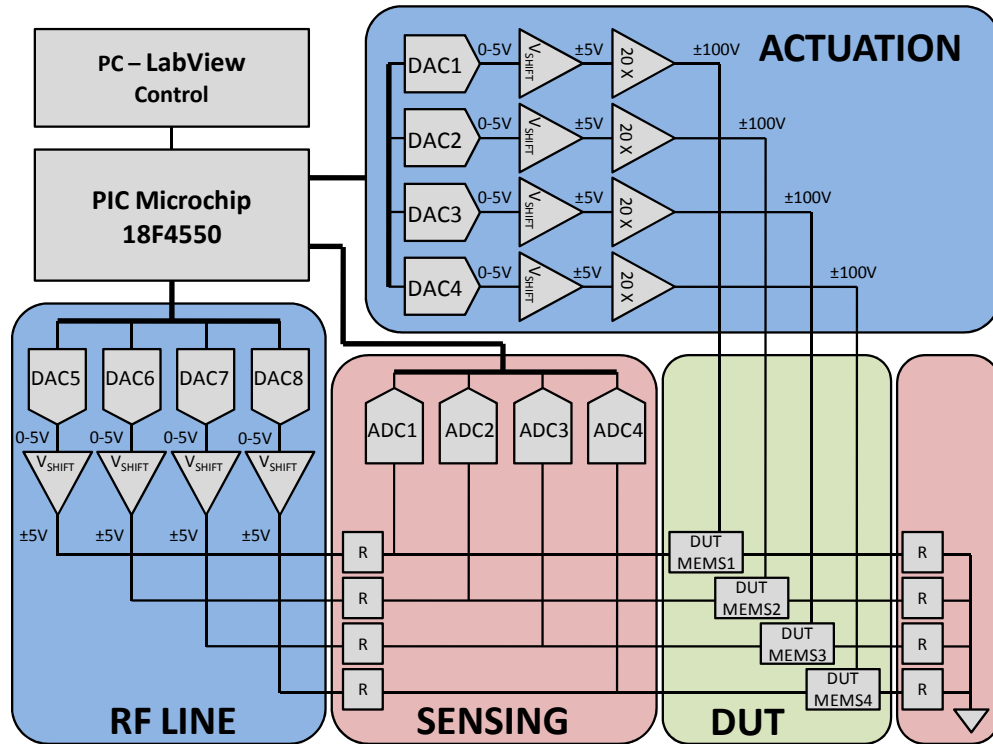 PC – LabView
Control
PIC Microchip
18F4550
ACTUATION
DAC1
0-5V
VSHIFT
±5V
20 X
±100V
DAC2
0-5V
VSHIFT
±5V
20 X
±100V
DAC3
0-5V
VSHIFT
±5V
20 X
±100V
DAC4
0-5V
VSHIFT
±5V
20 X
±100V
DAC5
DAC6
DAC7
DAC8
0-5V
0-5V
0-5V
0-5V
VSHIFT
VSHIFT
VSHIFT
VSHIFT
±5V
±5V
±5V
±5V
RF LINE
ADC1
ADC2
ADC3
ADC4
R
R
R
R
SENSING
DUT
MEMS1
DUT
MEMS2
DUT
MEMS3
DUT
MEMS4
DUT
R
R
R
R